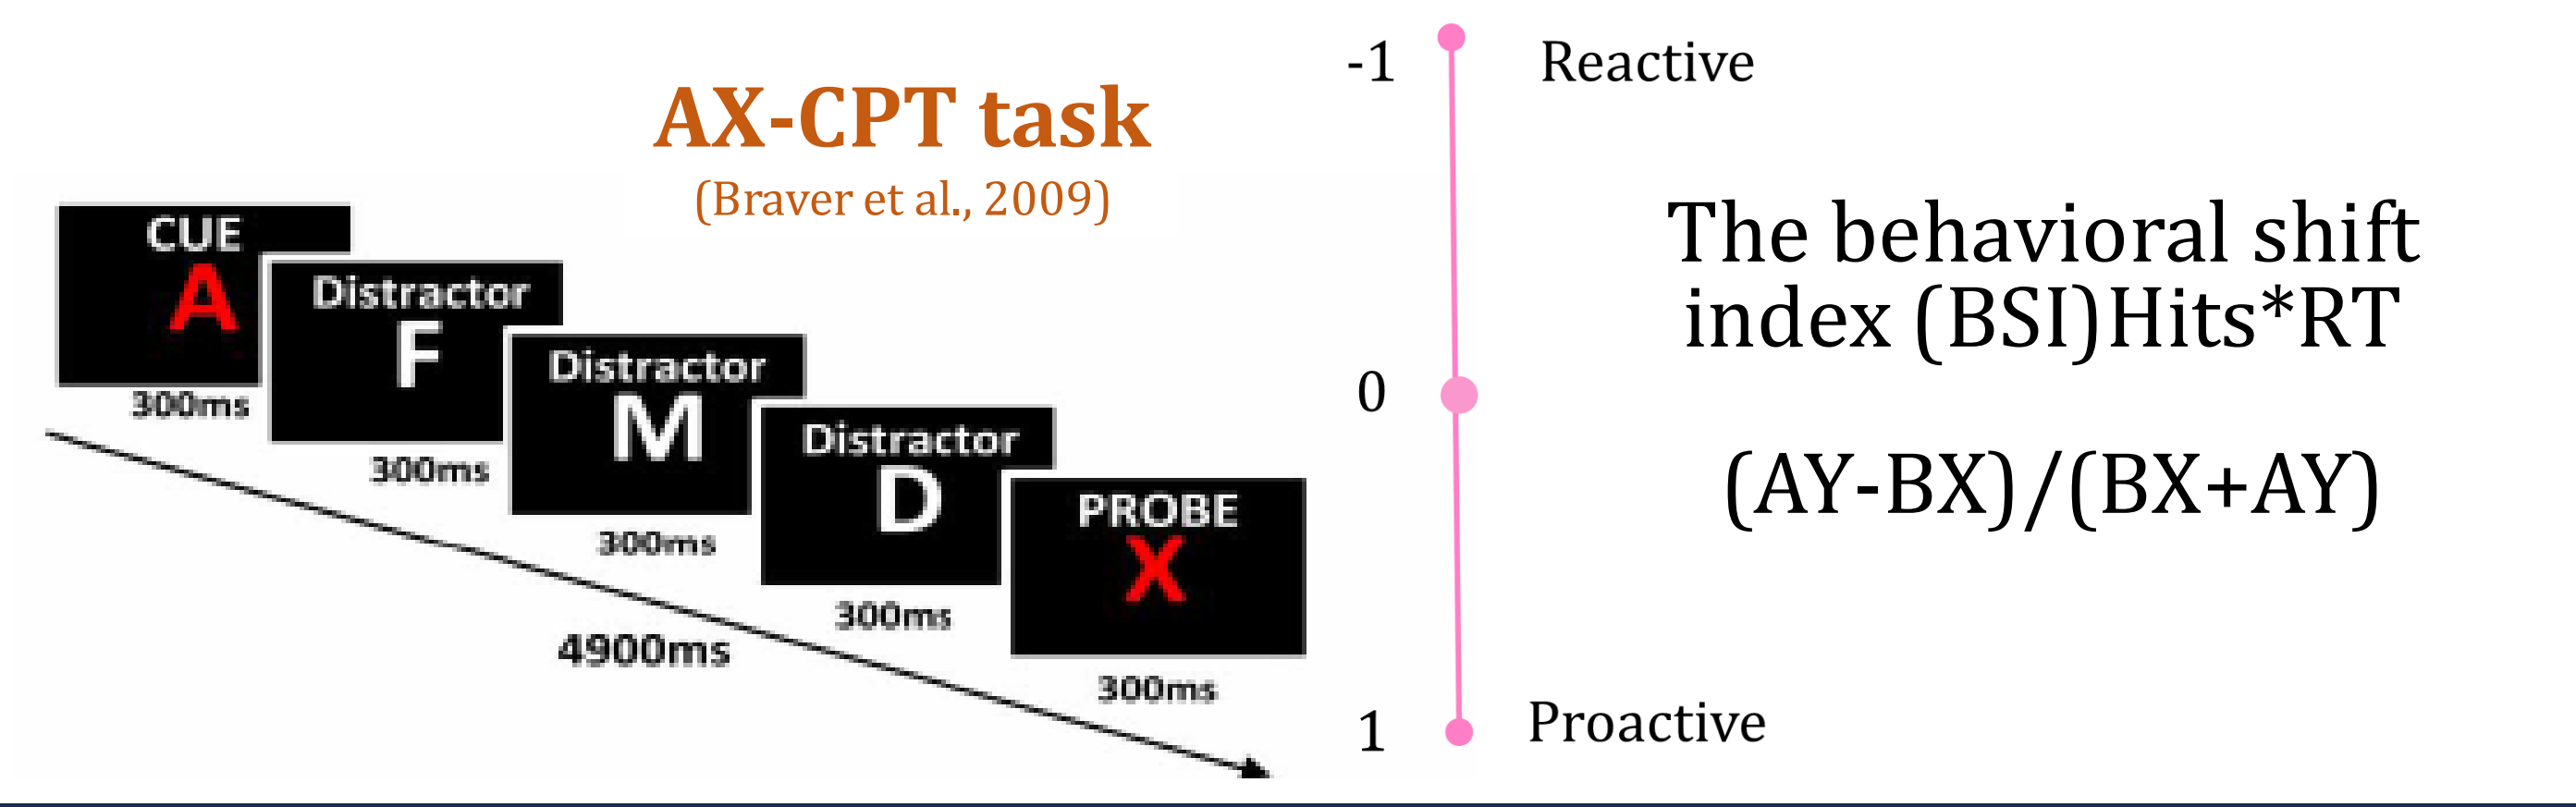 AX-CPT task
(Braver et al., 2009)
CUE
A
300ms
Distractor
F
300ms
Distractor
M
300ms
Distractor
D
300ms
PROBE
X
300ms
4900ms
-1
Reactive
0
1
Proactive
The behavioral shift
index (BSI)Hits*RT
(AY-BX)/(BX+AY)